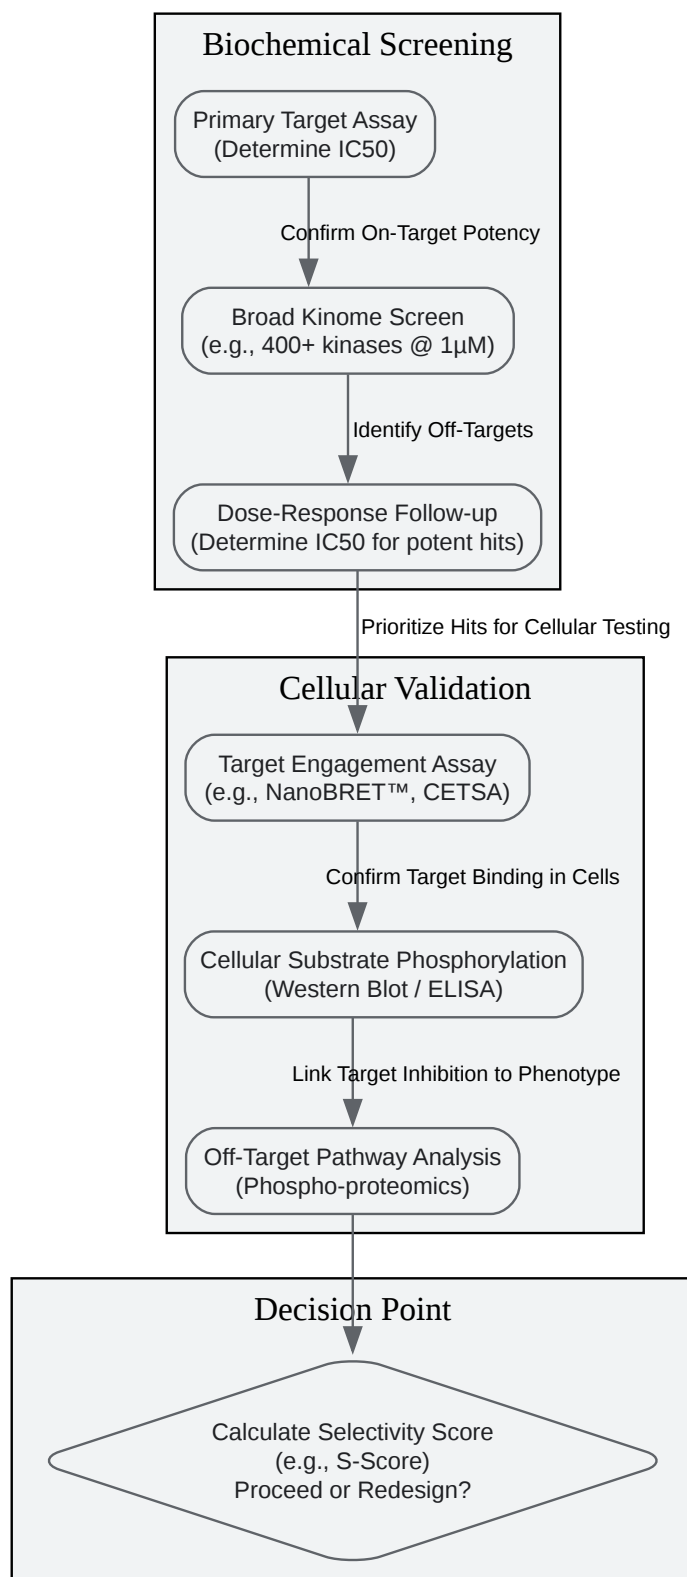 Biochemical Screening
Primary Target Assay
(Determine IC50)
Confirm On-Target Potency
Broad Kinome Screen
(e.g., 400+ kinases @ 1µM)
Identify Off-Targets
Dose-Response Follow-up
(Determine IC50 for potent hits)
Prioritize Hits for Cellular Testing
Cellular Validation
Target Engagement Assay
(e.g., NanoBRET™, CETSA)
Confirm Target Binding in Cells
Cellular Substrate Phosphorylation
(Western Blot / ELISA)
Link Target Inhibition to Phenotype
Off-Target Pathway Analysis
(Phospho-proteomics)
Decision Point
Calculate Selectivity Score
(e.g., S-Score)
Proceed or Redesign?